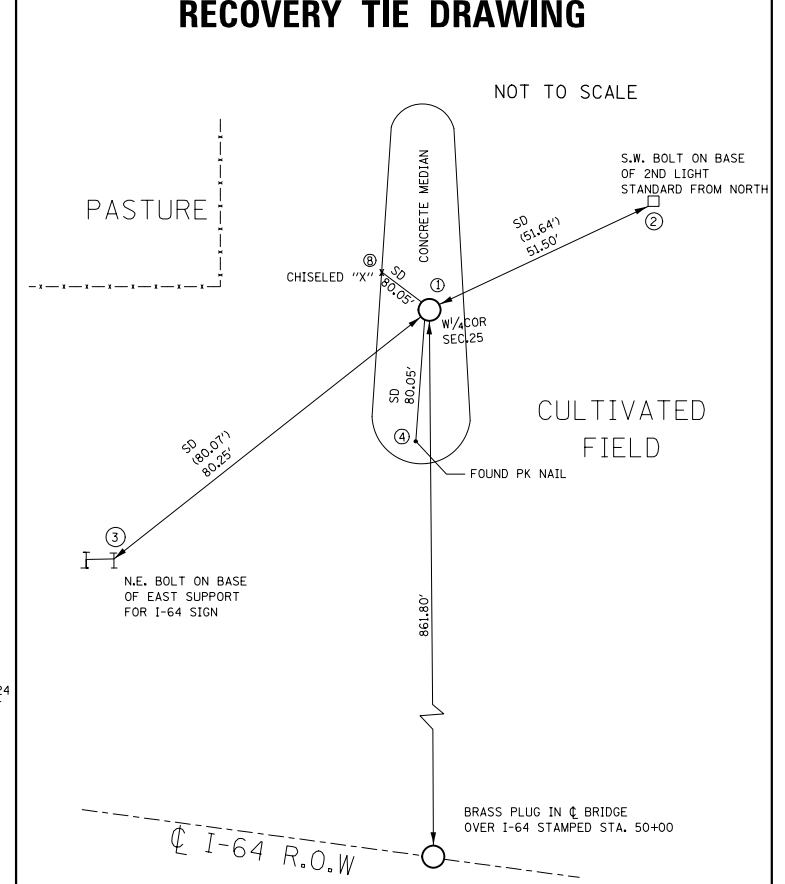 RECOVERY TIE DRAWING
NOT TO SCALE
PASTURE
CONCRETE MEDIAN
S.W. BOLT ON BASE
OF 2ND LIGHT
STANDARD FROM NORTH
2
SD
(51.64')
51.50'
8
CHISELED "X"
SD
80.05'
1
W1/4COR
SEC.25
SD
80.05'
CULTIVATED
FIELD
4
FOUND PK NAIL
SD
(80.07')
80.25'
3
N.E. BOLT ON BASE
OF EAST SUPPORT
FOR I-64 SIGN
861.80'
24
BRASS PLUG IN ℄ BRIDGE
OVER I-64 STAMPED STA. 50+00
℄ I-64 R.O.W